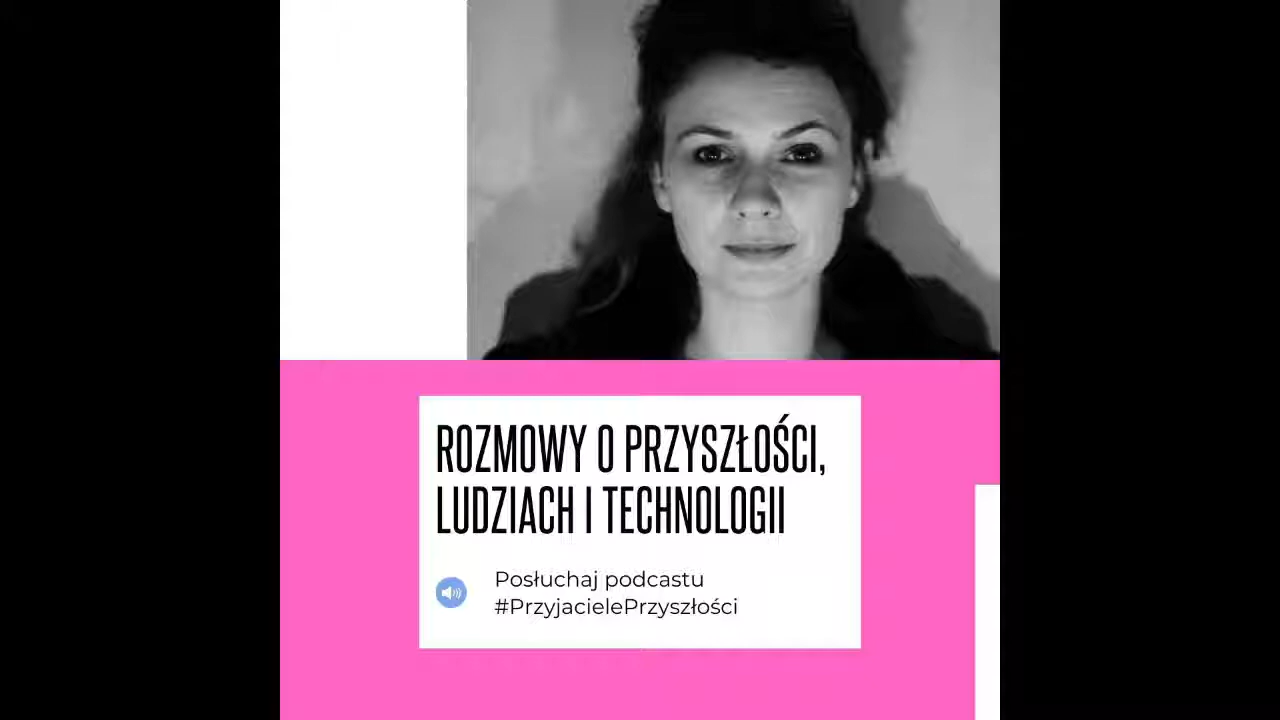 ROZMOWY O PRZYSZŁOŚCI,
LUDZIACH I TECHNOLOGII
Posłuchaj podcastu
#PrzyjacielePrzyszłości